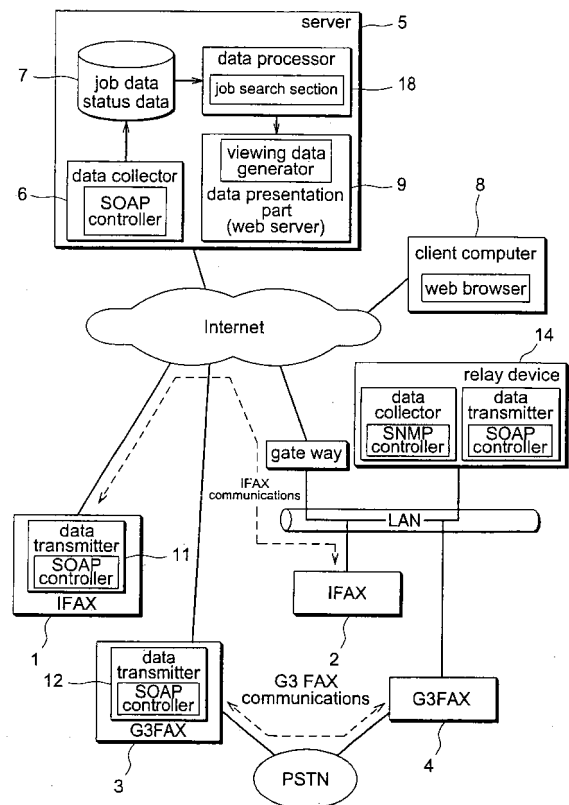 server
5
7
job data
status data
data processor
job search section
18
viewing data
generator
data presentation
part
(web server)
9
data collector
SOAP
controller
6
8
client computer
web browser
Internet
14
relay device
data
collector
SNMP
controller
data
transmitter
SOAP
controller
gate way
IFAX
communications
LAN
data
transmitter
SOAP
controller
IFAX
11
1
IFAX
2
data
transmitter
SOAP
controller
G3FAX
12
3
G3 FAX
communications
G3FAX
4
PSTN